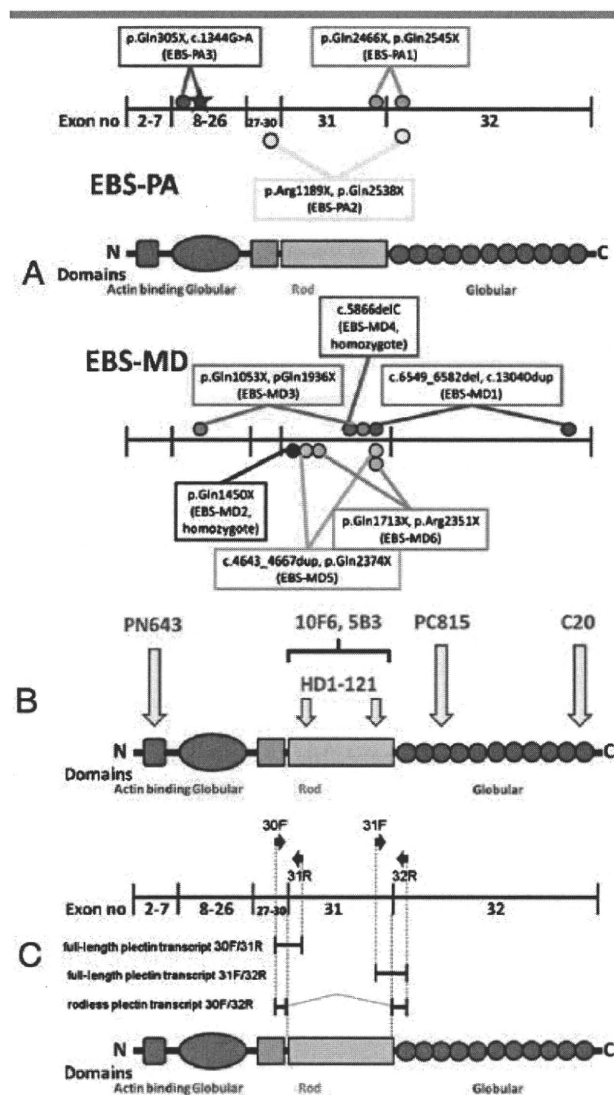 p.Gln305X, c.1344G>A
(EBS-PA3)
p.Gln2466X, p.Gln2545X
(EBS-PA1)
Exon no 2-7 8-26 27-30 31 32
EBS-PA
p.Arg1189X, p.Gln2538X
(EBS-PA2)
A
N C
Domains
Actin binding Globular Rod Globular
c.5866delC
(EBS-MD4,
homozygote)
EBS-MD
p.Gln1053X, pGln1936X
(EBS-MD3)
c.6549_6582del, c.13040dup
(EBS-MD1)
p.Gln1450X
(EBS-MD2,
homozygote)
p.Gln1713X, p.Arg2351X
(EBS-MD6)
c.4643_4667dup, p.Gln2374X
(EBS-MD5)
PN643 10F6, 5B3 PC815 C20
B
HD1-121
N C
Domains
Actin binding Globular Rod Globular
30F 31F
31R 32R
Exon no 2-7 8-26 27-30 31 32
full-length plectin transcript 30F/31R
C
full-length plectin transcript 31F/32R
rodless plectin transcript 30F/32R
N C
Domains
Actin binding Globular Rod Globular